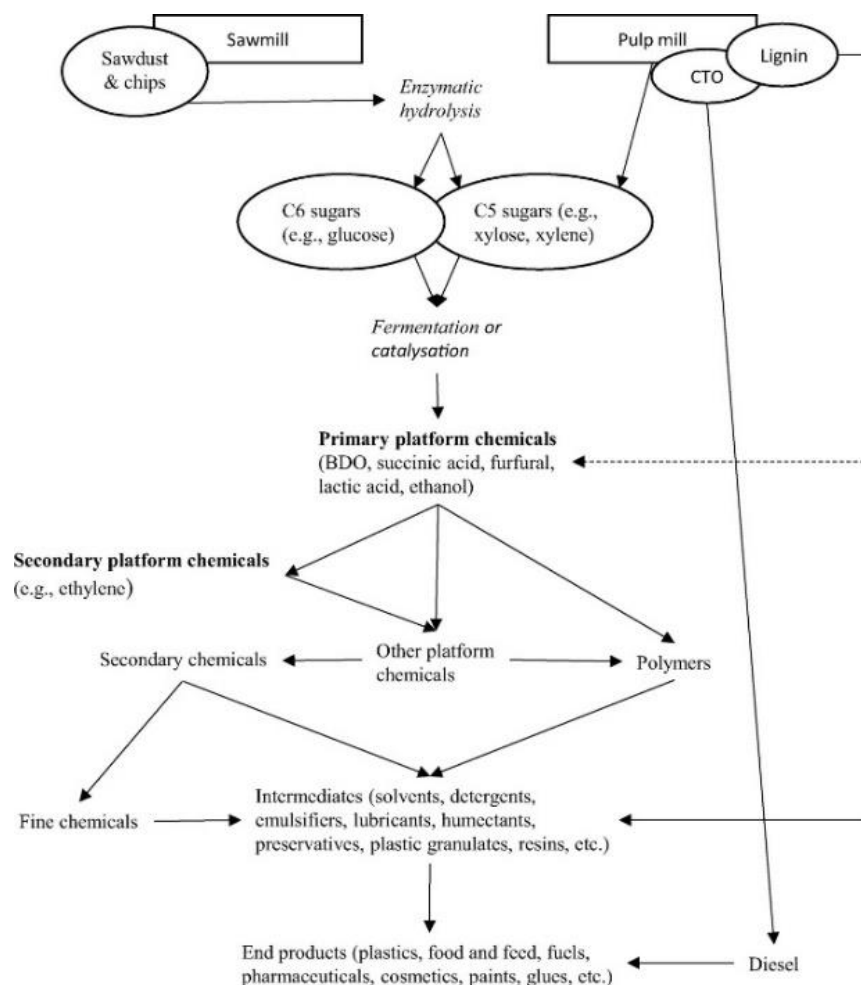 Sawmill
Pulp mill
Lignin
Sawdust
& chips
CTO
Enzymatic
hydrolysis
C6 sugars
(e.g., glucose)
C5 sugars (e.g.,
xylose, xylene)
Fermentation or
catalysation
Primary platform chemicals
(BDO, succinic acid, furfural,
lactic acid, ethanol)
Secondary platform chemicals
(e.g., ethylene)
Secondary chemicals
Other platform
chemicals
Polymers
Fine chemicals
Intermediates (solvents, detergents,
emulsifiers, lubricants, humectants,
preservatives, plastic granulates, resins, etc.)
End products (plastics, food and feed, fuels,
pharmaceuticals, cosmetics, paints, glues, etc.)
Diesel